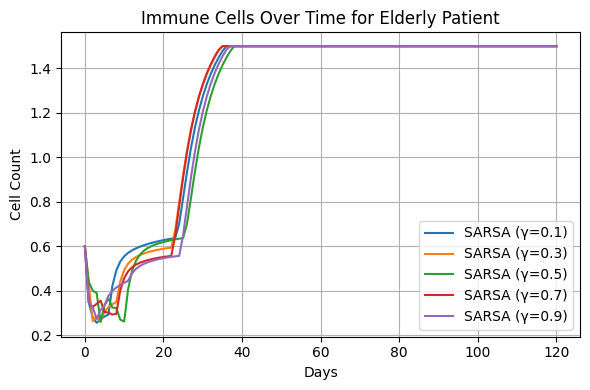 Immune Cells Over Time for Elderly Patient
Cell Count
1.4
1.2
1.0
0.8
0.6
0.4
0.2
0 20 40 60 80 100 120
Days
SARSA (γ=0.1)
SARSA (γ=0.3)
SARSA (γ=0.5)
SARSA (γ=0.7)
SARSA (γ=0.9)